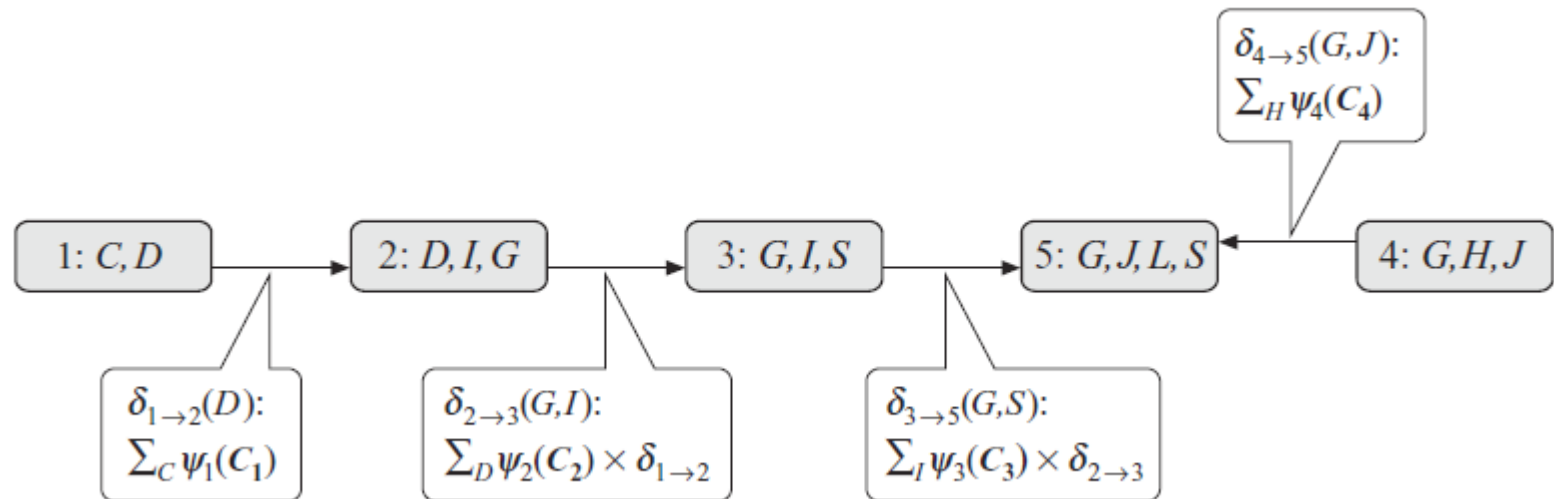 δ4→5(G,J):
∑H ψ4(C4)
1: C,D
2: D,I,G
3: G,I,S
5: G,J,L,S
4: G,H,J
δ1→2(D):
∑C ψ1(C1)
δ2→3(G,I):
∑D ψ2(C2) × δ1→2
δ3→5(G,S):
∑I ψ3(C3) × δ2→3